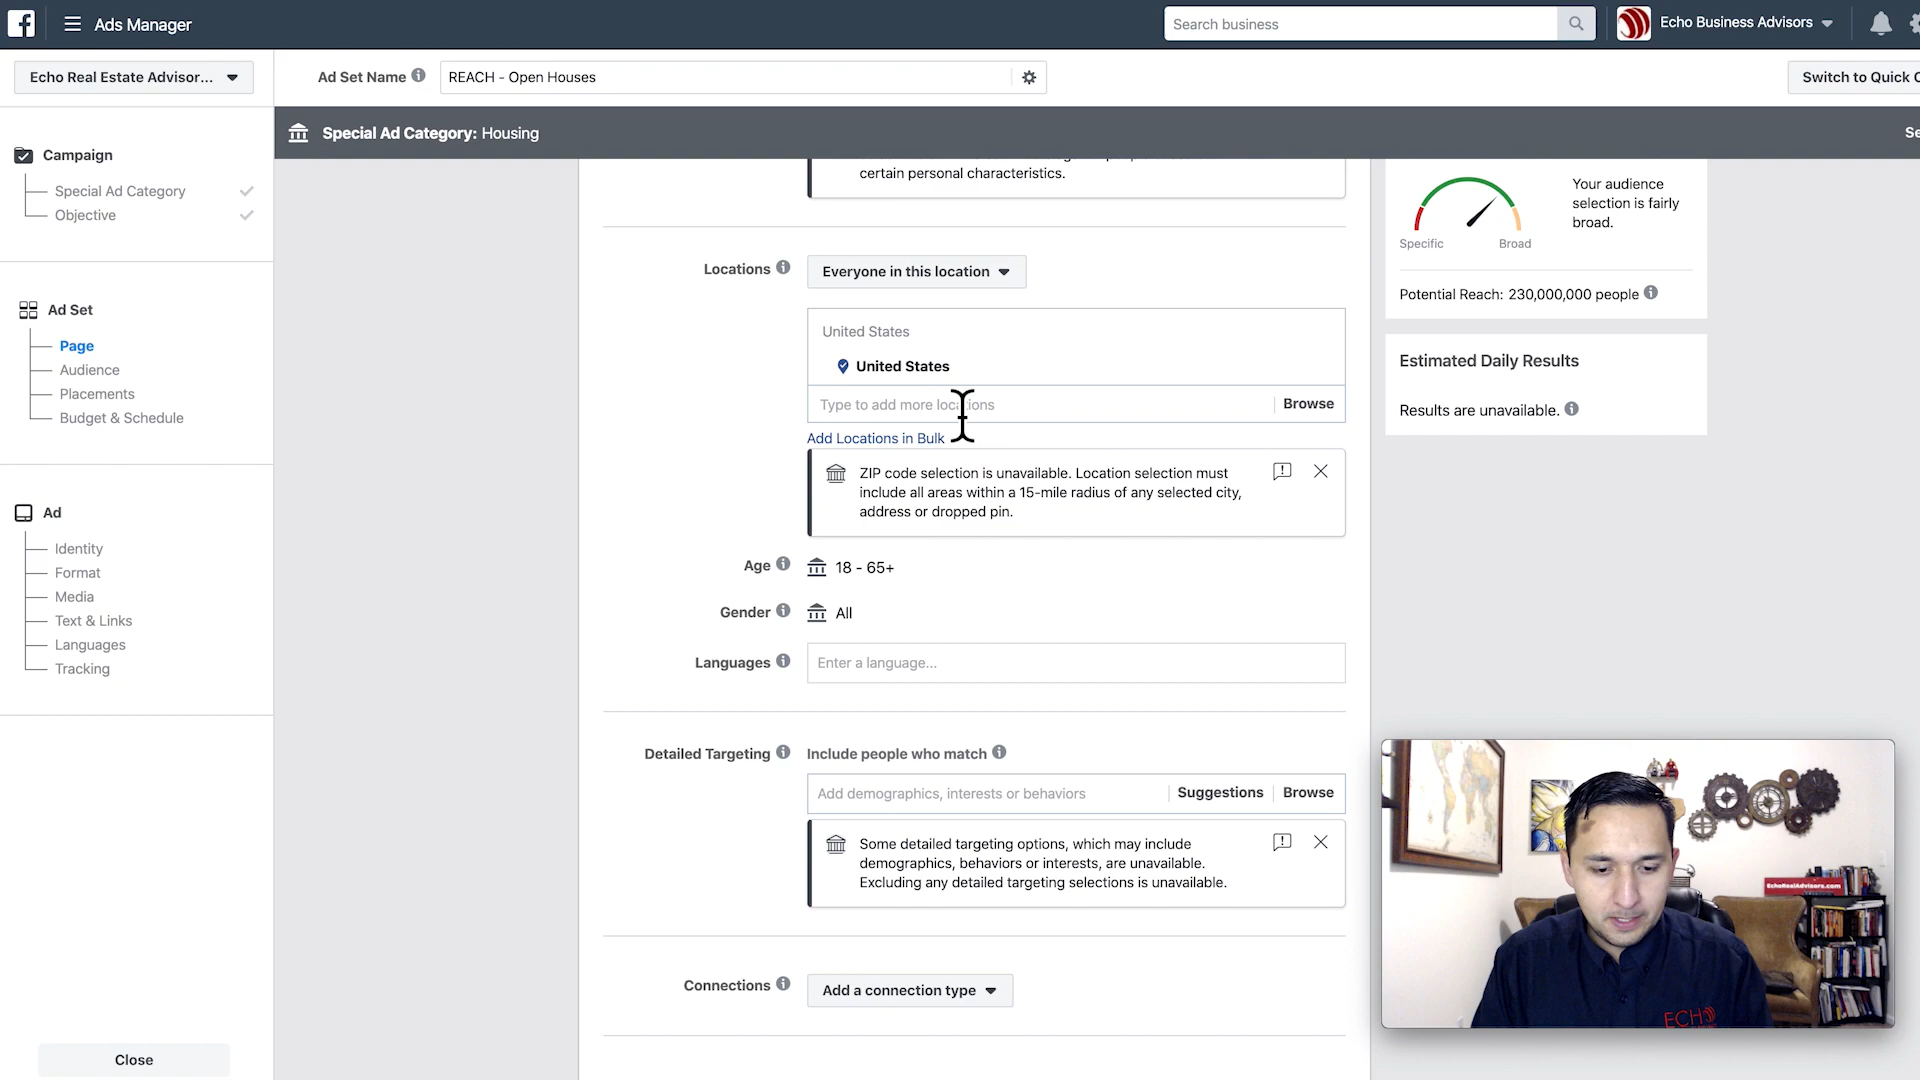 Ads Manager
Search business
Echo Business Advisors
Echo Real Estate Advisor...
Ad Set Name
REACH - Open Houses
Switch to Quick C
Special Ad Category: Housing
Se
Campaign
Special Ad Category
Objective
Ad Set
Page
Audience
Placements
Budget & Schedule
Ad
Identity
Format
Media
Text & Links
Languages
Tracking
Close
certain personal characteristics.
Locations
Everyone in this location
United States
United States
Type to add more locations
Browse
Add Locations in Bulk
ZIP code selection is unavailable. Location selection must
include all areas within a 15-mile radius of any selected city,
address or dropped pin.
Age
18 - 65+
Gender
All
Languages
Enter a language...
Detailed Targeting
Include people who match
Add demographics, interests or behaviors
Suggestions
Browse
Some detailed targeting options, which may include
demographics, behaviors or interests, are unavailable.
Excluding any detailed targeting selections is unavailable.
Connections
Add a connection type
Your audience
selection is fairly
broad.
Specific
Broad
Potential Reach: 230,000,000 people
Estimated Daily Results
Results are unavailable.
EchoRealAdvisors.com
ECHO